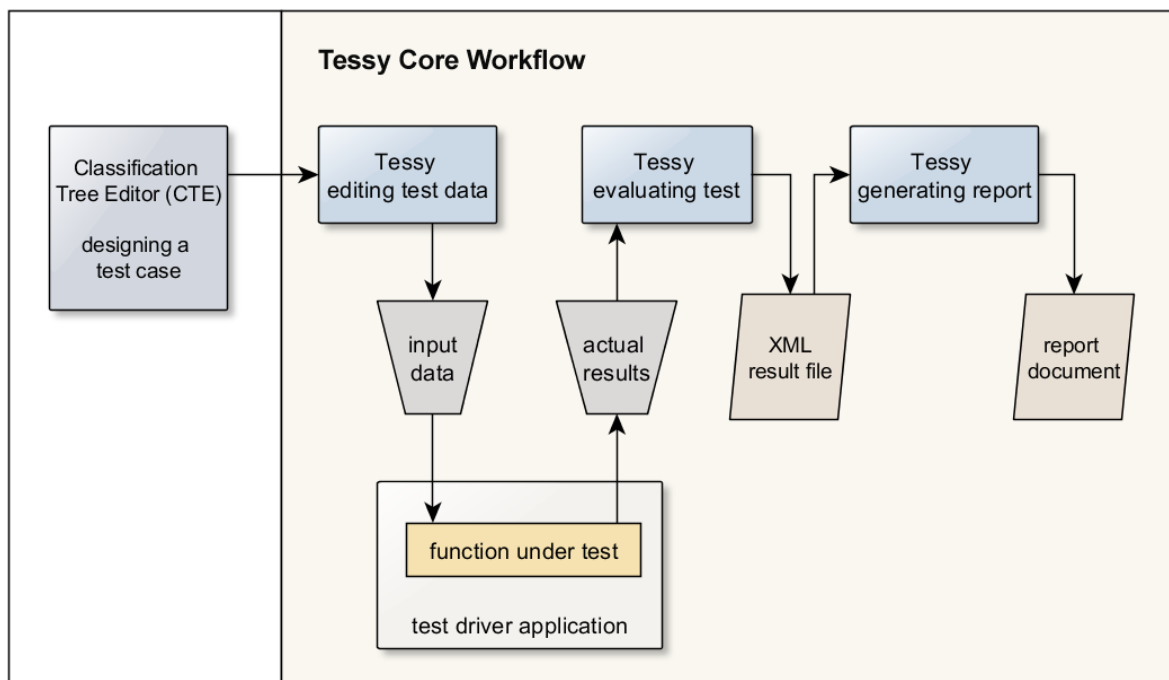 Tessy Core Workflow
Classification
Tree Editor (CTE)
designing a
test case
Tessy
editing test data
Tessy
evaluating test
Tessy
generating report
input
data
actual
results
XML
result file
report
document
function under test
test driver application